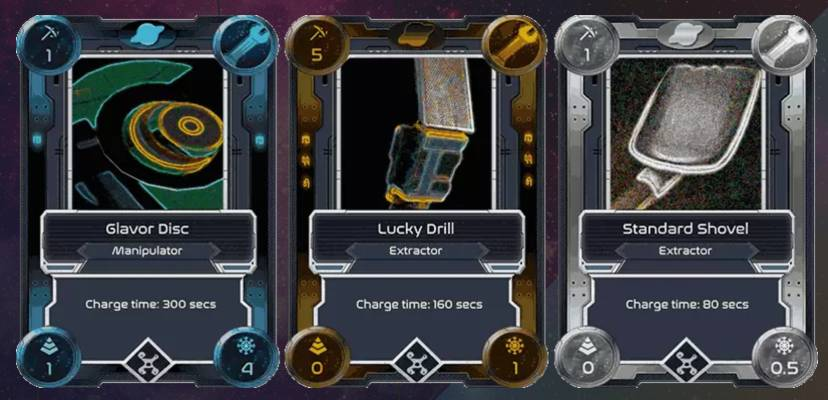 1
Glavor Disc
Manipulator
Charge time: 300 secs
1
4
5
Lucky Drill
Extractor
Charge time: 160 secs
0
1
1
Standard Shovel
Extractor
Charge time: 80 secs
0
0.5